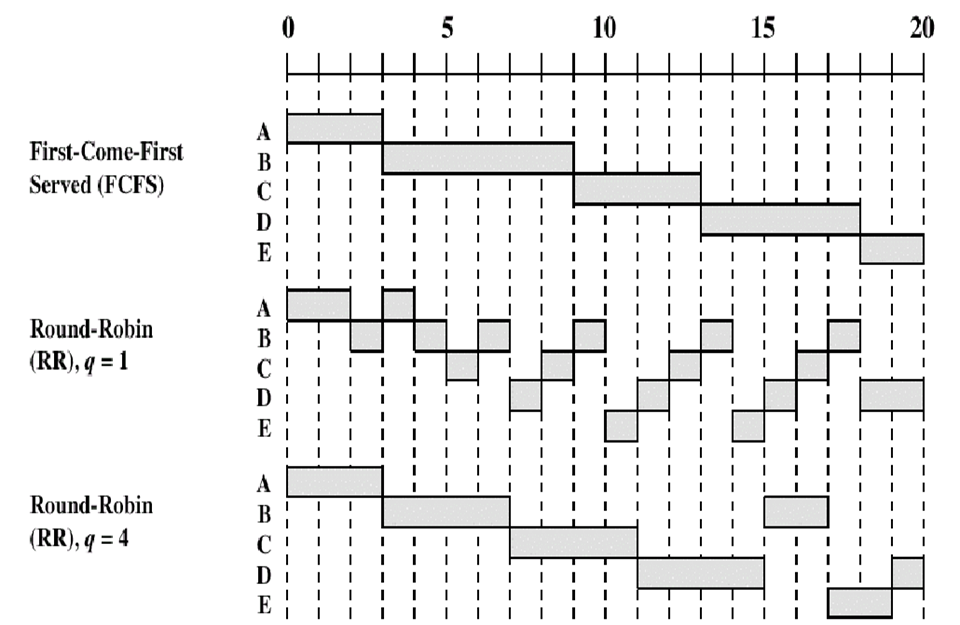 0 5 10 15 20
First-Come-First
Served (FCFS)
A
B
C
D
E
Round-Robin
(RR), q = 1
A
B
C
D
E
Round-Robin
(RR), q = 4
A
B
C
D
E